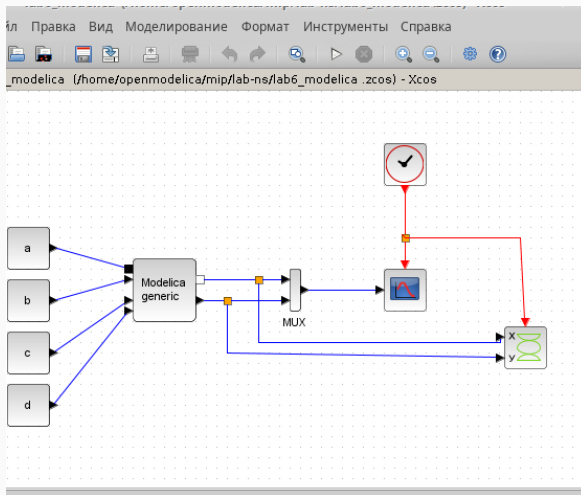 йл Правка Вид Моделирование Формат Инструменты Справка
_modelica (/home/openmodelica/mip/lab-ns/lab6_modelica .zcos) - Xcos
a
b
c
d
Modelica
generic
MUX
X
y